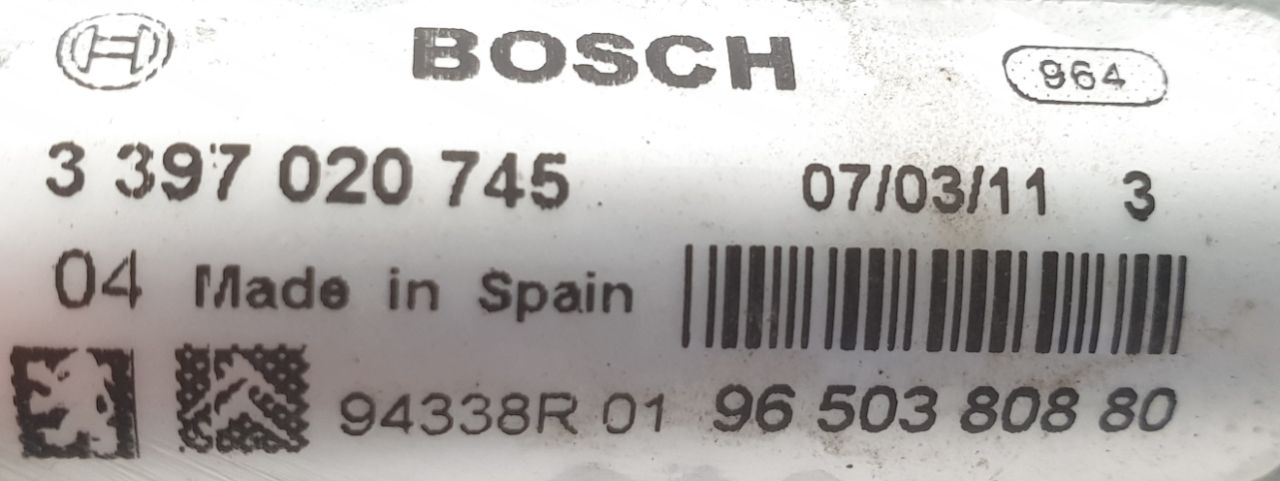 BOSCH 964
3 397 020 745 07/03/11 3
04 Made in Spain
94338R 01 96 503 808 80